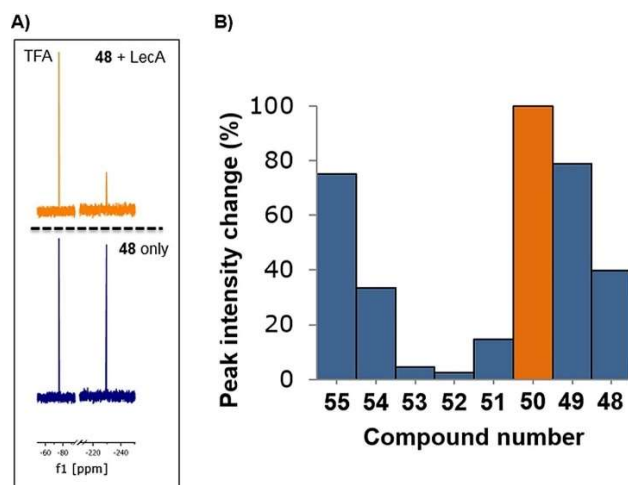 A)
TFA 48 + LecA
48 only
-60 -80 -220 -240
f1 [ppm]
B)
Peak intensity change (%)
100
80
60
40
20
0
55 54 53 52 51 50 49 48
Compound number